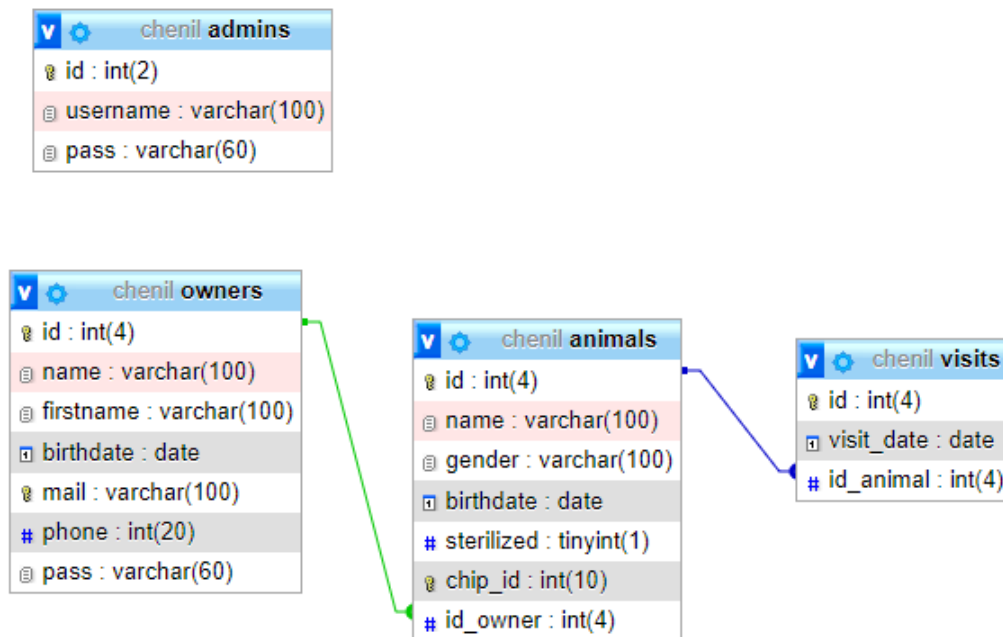 v chenil admins
id : int(2)
username : varchar(100)
pass : varchar(60)
v chenil owners
id : int(4)
name : varchar(100)
firstname : varchar(100)
birthdate : date
mail : varchar(100)
# phone : int(20)
pass : varchar(60)
v chenil animals
id : int(4)
name : varchar(100)
gender : varchar(100)
birthdate : date
# sterilized : tinyint(1)
chip_id : int(10)
# id_owner : int(4)
v chenil visits
id : int(4)
visit_date : date
# id_animal : int(4)